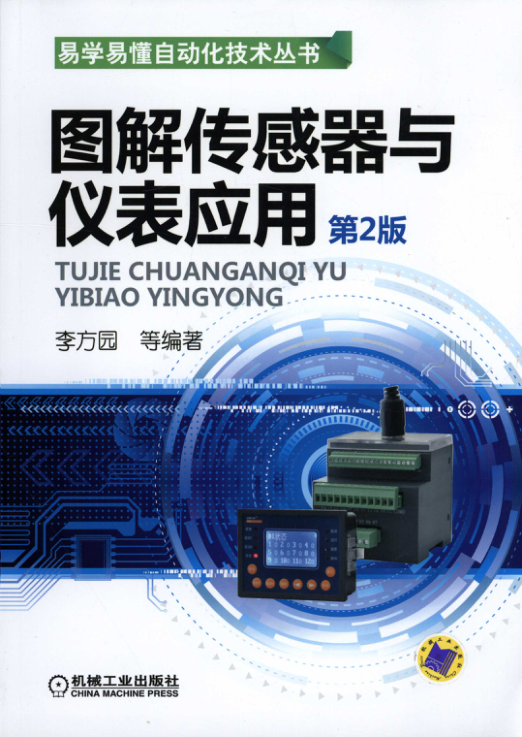 易学易懂自动化技术丛书
图解传感器与
仪表应用 第2版
TUJIE CHUANGANQI YU
YIBIAO YINGYONG
李方园 等编著
机械工业出版社
CHINA MACHINE PRESS